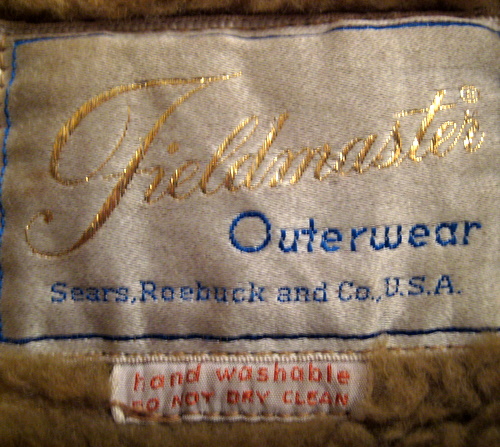 Fieldmaster®
Outerwear
Sears, Roebuck and Co., U.S.A.
hand washable
DO NOT DRY CLEAN